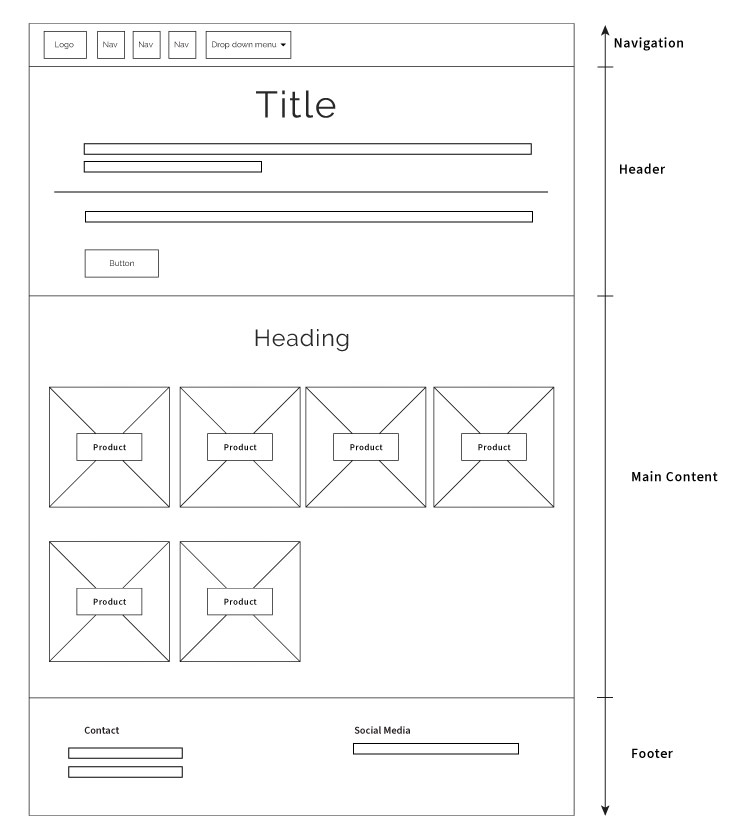 Logo
Nav
Nav
Nav
Drop down menu
Navigation
Title
Header
Button
Heading
Product
Product
Product
Product
Main Content
Product
Product
Contact
Social Media
Footer